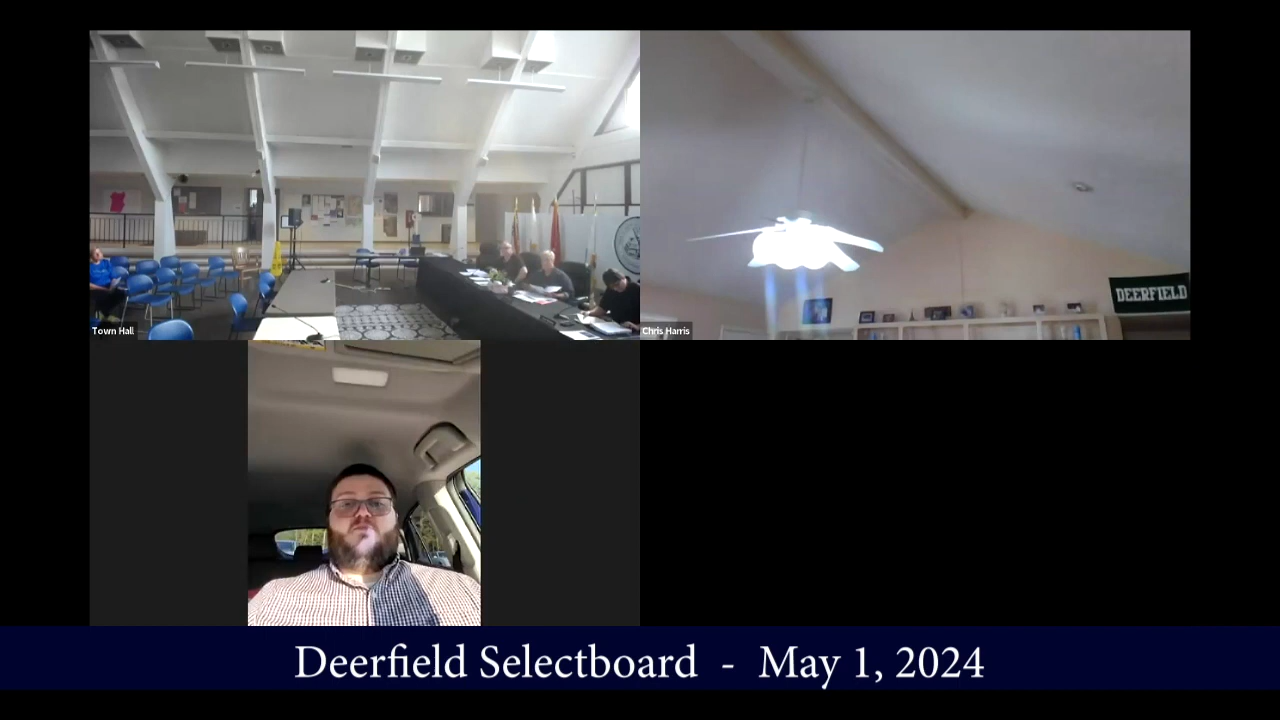 DEERFIELD
Town Hall
Chris Harris
Deerfield Selectboard - May 1, 2024